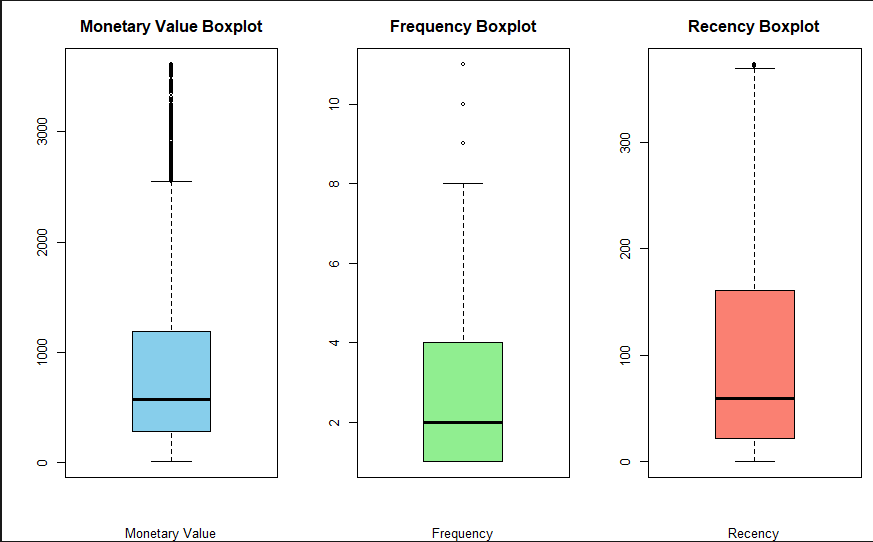 Monetary Value Boxplot
0
1000
2000
3000
Monetary Value
Frequency Boxplot
2
4
6
8
10
Frequency
Recency Boxplot
0
100
200
300
Recency